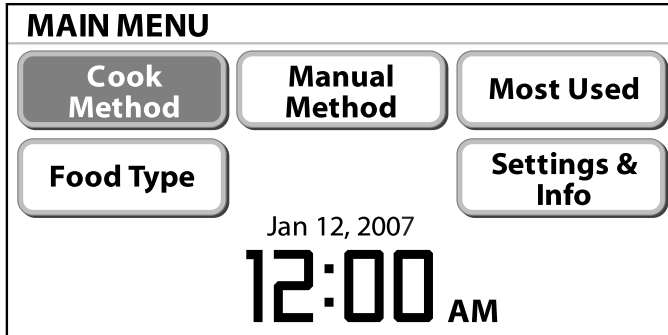 MAIN MENU
Cook
Method
Manual
Method
Most Used
Food Type
Settings &
Info
Jan 12, 2007
12:00 AM